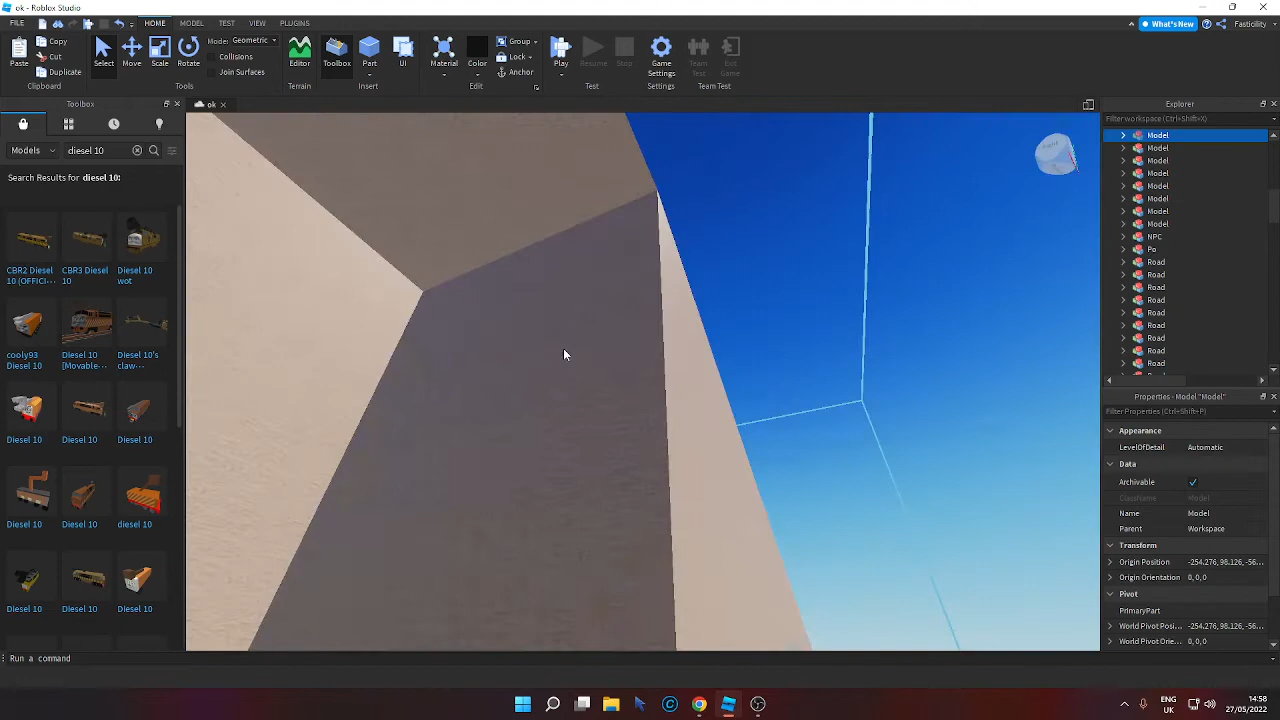 ok - Roblox Studio
FILE HOME MODEL TEST VIEW PLUGINS What's New Fasticility
Paste Copy Cut Duplicate Clipboard
Select Move Scale Rotate Mode: Geometric Collisions Join Surfaces Tools
Editor Terrain
Toolbox Part UI Insert
Material Color Group Lock Anchor Edit
Play Resume Stop Test
Game Settings Settings
Team Test Exit Game Team Test
Toolbox
ok
Explorer
Models diesel 10
Filter workspace (Ctrl+Shift+X)
Search Results for diesel 10:
CBR2 Diesel 10 (OFFICI...
CBR3 Diesel 10
Diesel 10 wot
cooly93 Diesel 10
Diesel 10 [Movable...
Diesel 10's claw...
Diesel 10
Diesel 10
Diesel 10
Diesel 10
Diesel 10
diesel 10
Diesel 10
Diesel 10
Diesel 10
Model
Model
Model
Model
Model
Model
Model
Model
NPC
Po
Road
Road
Road
Road
Road
Road
Road
Road
Road
Properties - Model "Model"
Filter Properties (Ctrl+Shift+P)
Appearance
LevelOfDetail Automatic
Data
Archivable
ClassName Model
Name Model
Parent Workspace
Transform
Origin Position -254.276, 98.126, -56...
Origin Orientation 0, 0, 0
Pivot
PrimaryPart
World Pivot Posi... -254.276, 98.126, -56...
World Pivot Orie... 0, 0, 0
Run a command
ENG
UK
14:58
27/05/2022